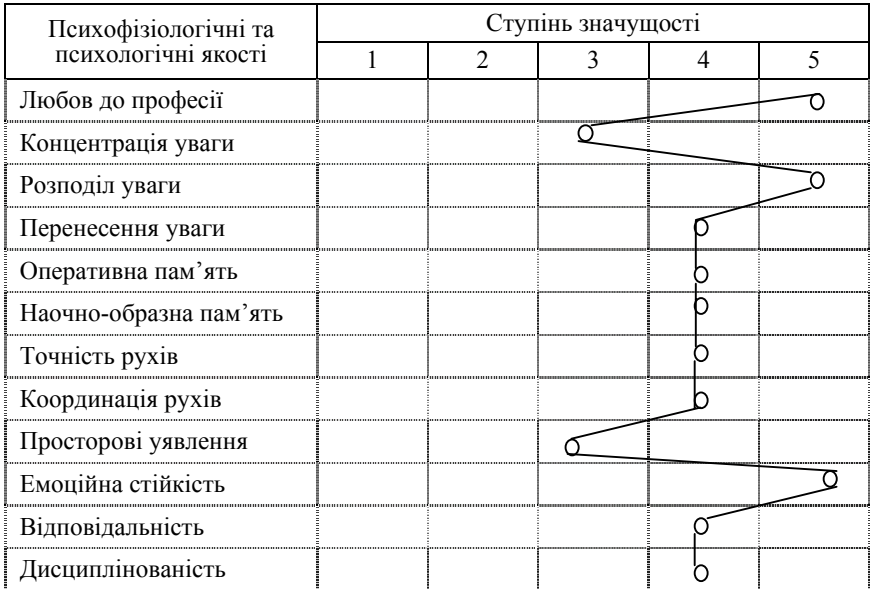 Психофізіологічні та
психологічні якості
Ступінь значущості
1 2 3 4 5
Любов до професії
Концентрація уваги
Розподіл уваги
Перенесення уваги
Оперативна пам’ять
Наочно-образна пам’ять
Точність рухів
Координація рухів
Просторові уявлення
Емоційна стійкість
Відповідальність
Дисциплінованість